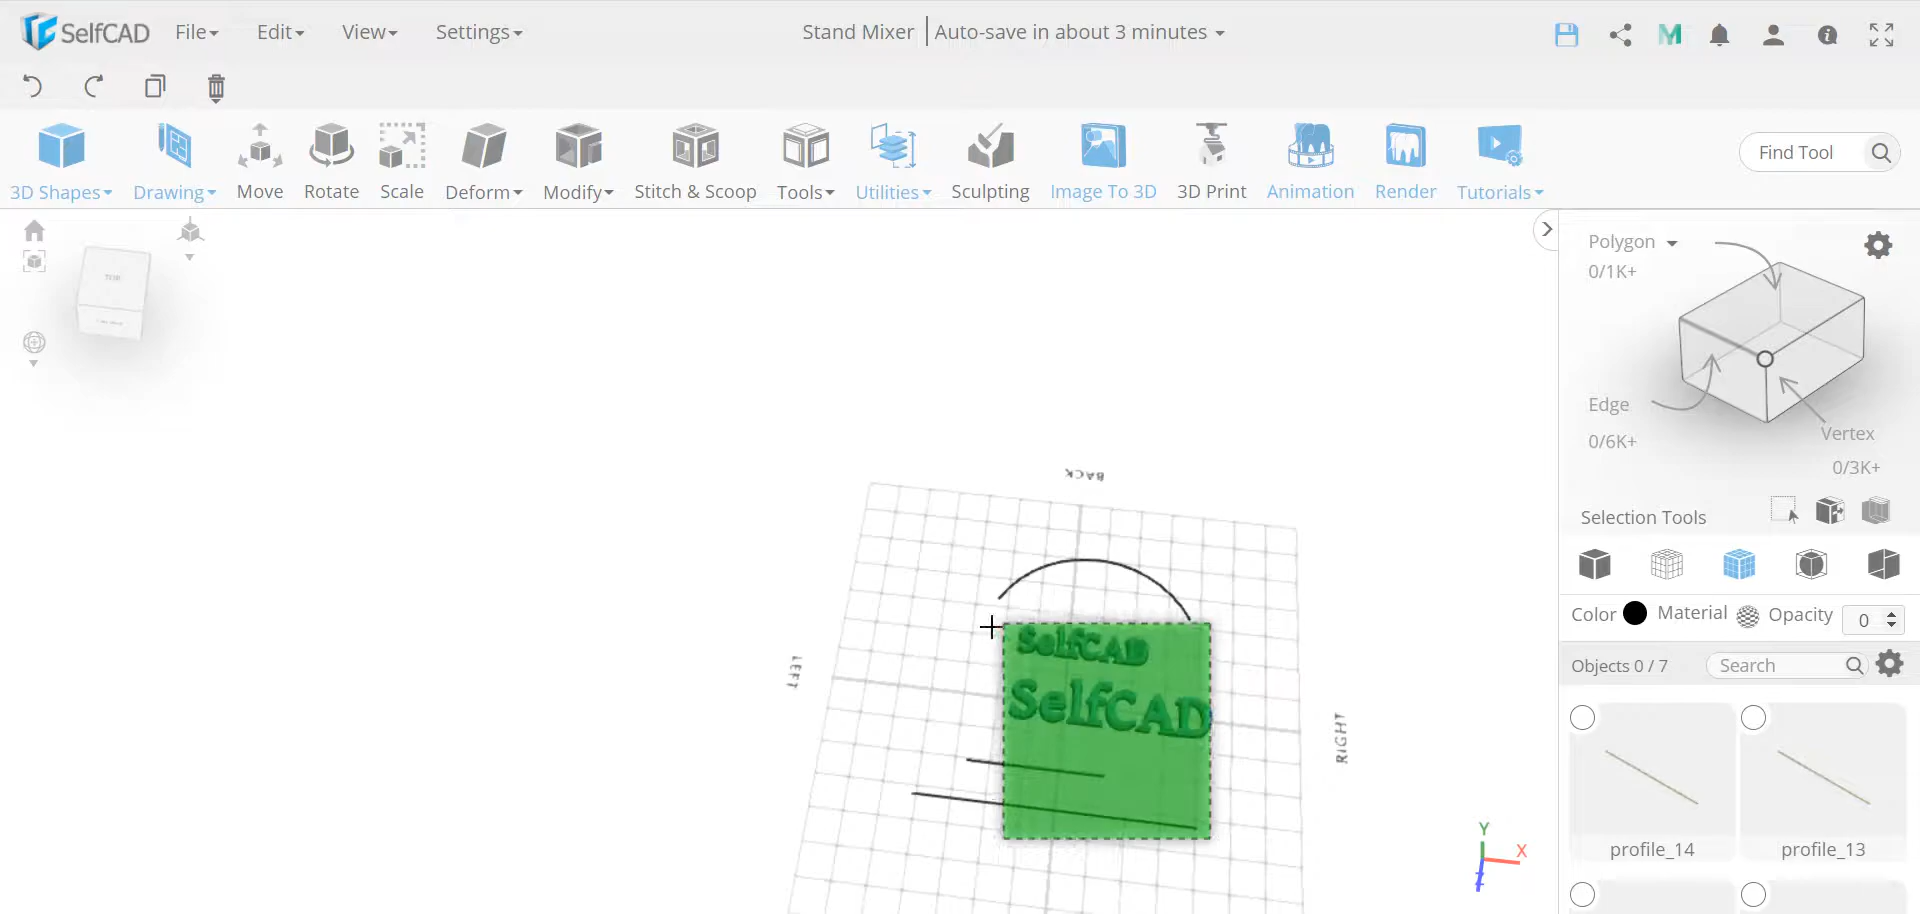 SelfCAD File Edit View Settings Stand Mixer Auto-save in about 3 minutes
3D Shapes Drawing Move Rotate Scale Deform Modify Stitch & Scoop Tools Utilities Sculpting Image To 3D 3D Print Animation Render Tutorials Find Tool
TOP
Polygon
0/1K+
Edge
0/6K+
Vertex
0/3K+
Selection Tools
Color Material Opacity 0
Objects 0 / 7 Search
profile_14 profile_13
BACK
LEFT
RIGHT
SelfCAD
SelfCAD
Y
X